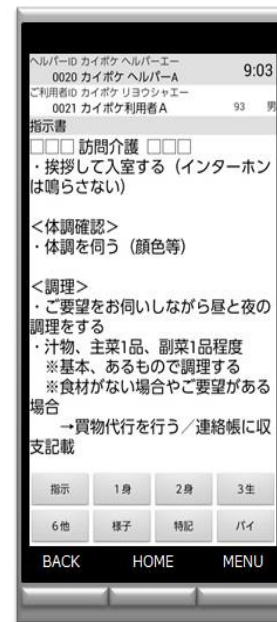 ヘルパーID カイポケ ヘルパーエー
0020 カイポケ ヘルパーA
9:03
ご利用者ID カイポケ リヨウシャエー
0021 カイポケ利用者A
93 男
指示書
□□□ 訪問介護 □□□
・挨拶して入室する（インターホン
は鳴らさない）
<体調確認>
・体調を伺う（顔色等）
<調理>
・ご要望をお伺いしながら昼と夜の
調理をする
・汁物、主菜1品、副菜1品程度
※基本、あるもので調理する
※食材がない場合やご要望がある
場合
→買物代行を行う／連絡帳に収
支記載
指示 1身 2身 3生
6他 様子 特記 バイ
BACK HOME MENU